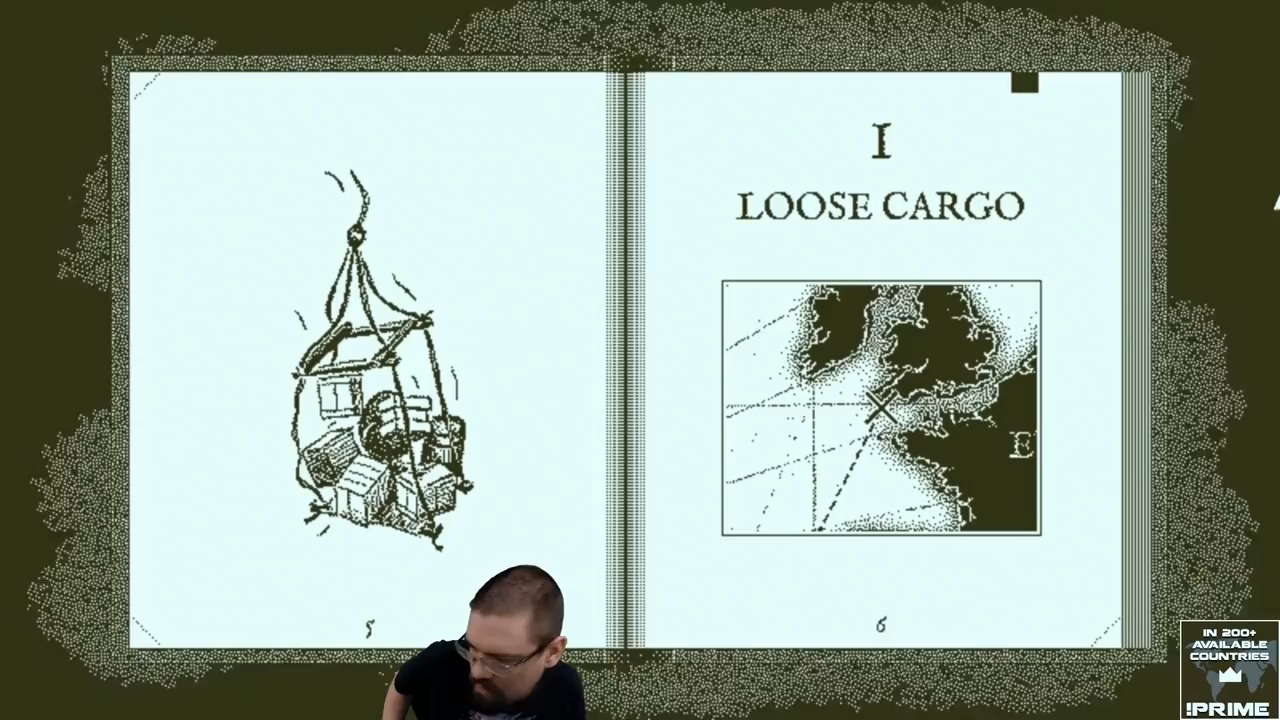 I
LOOSE CARGO
E
5
6
IN 200+
AVAILABLE
COUNTRIES
!PRIME